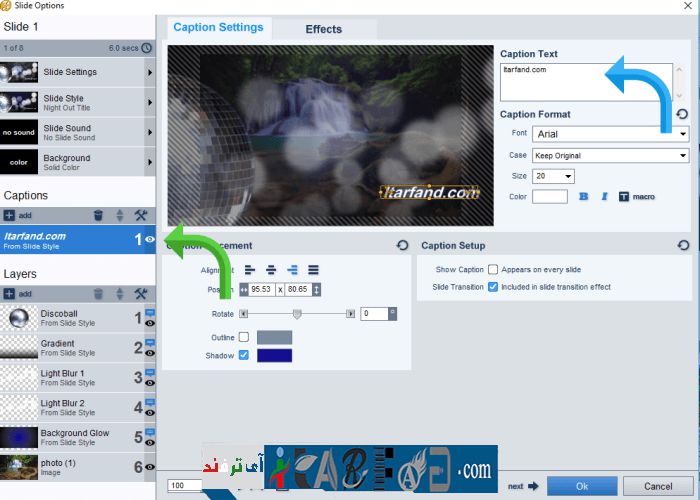 Slide Options
Slide 1
1 of 8
6.0 secs
Slide Settings
Slide Style
Night Out Title
no sound
Slide Sound
No Slide Sound
color
Background
Solid Color
Captions
add
Itarfand.com
From Slide Style
1
Layers
add
Discoball
From Slide Style
1
Gradient
From Slide Style
2
Light Blur 1
From Slide Style
3
Light Blur 2
From Slide Style
4
Background Glow
From Slide Style
5
photo (1)
Image
6
Caption Settings
Effects
Itarfand.com
Caption Text
Itarfand.com
Caption Format
Font
Arial
Case
Keep Original
Size
20
Color
B
I
T
macro
Alignment
Position
95.53
x
80.65
Rotate
0
Outline
Shadow
Caption Setup
Show Caption
Appears on every slide
Slide Transition
Included in slide transition effect
100
آی ترفند
.com
next
Ok
Cancel